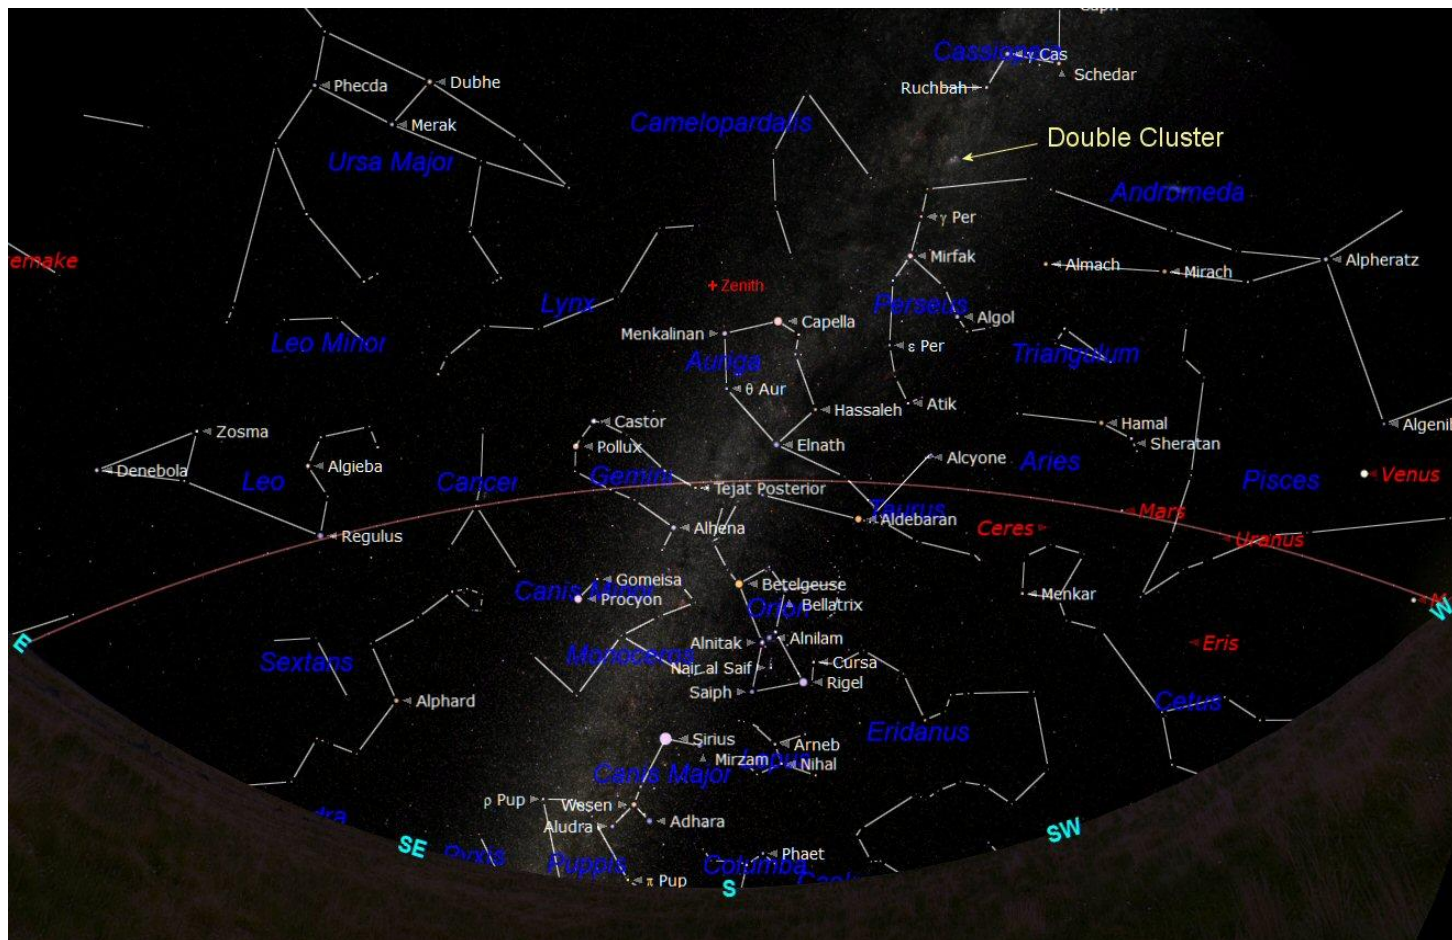 Caph
Cassiopeia
γ Cas
Schedar
Ruchbah
Phecda
Dubhe
Merak
Ursa Major
Camelopardalis
Double Cluster
Andromeda
γ Per
Mirfak
Almach
Mirach
Alpheratz
emake
Zenith
Lynx
Perseus
Algol
Menkalinan
Capella
Leo Minor
Auriga
ε Per
Triangulum
θ Aur
Hassaleh
Atik
Castor
Hamal
Algenib
Zosma
Pollux
Elnath
Sheratan
Denebola
Algieba
Alcyone
Aries
Leo
Cancer
Gemini
Tejat Posterior
Pisces
Venus
Taurus
Aldebaran
Mars
Ceres
Regulus
Alhena
Uranus
Gomeisa
Canis Minor
Procyon
Betelgeuse
Bellatrix
Orion
Menkar
M
W
E
Alnitak
Alnilam
Eris
Sextans
Monoceros
Nair al Saif
Cursa
Saiph
Rigel
Alphard
Cetus
Eridanus
Sirius
Arneb
Mirzam
Lepus
Nihal
Canis Major
ρ Pup
Wesen
Aludra
Adhara
dra
SE
SW
Pyxis
Puppis
Columba
Phaet
π Pup
S